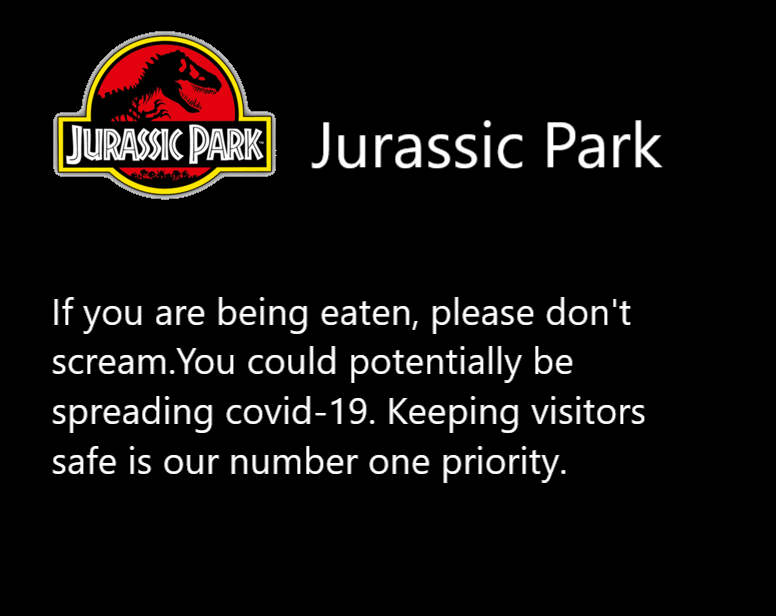 JURASSIC PARK
Jurassic Park
If you are being eaten, please don't
scream.You could potentially be
spreading covid-19. Keeping visitors
safe is our number one priority.